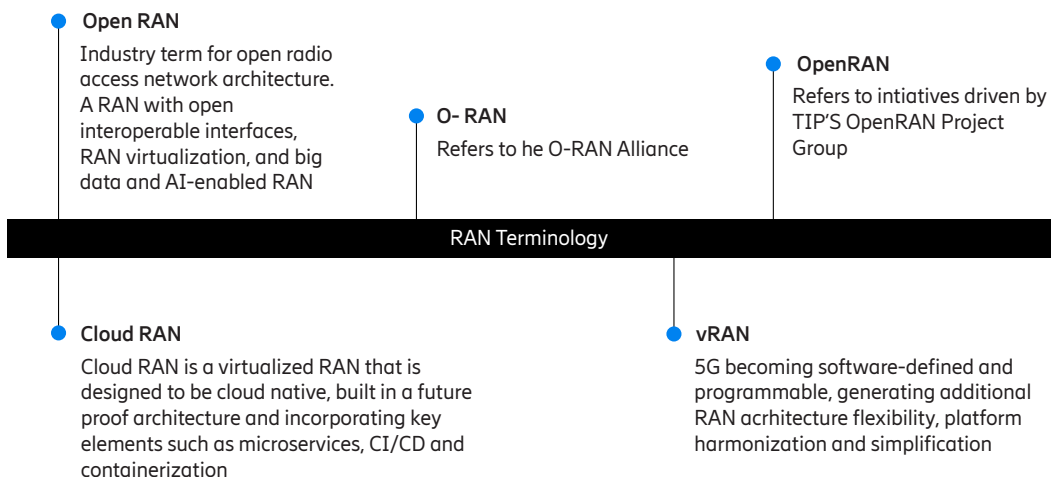 Open RAN
Industry term for open radio
access network architecture.
A RAN with open
interoperable interfaces,
RAN virtualization, and big
data and AI-enabled RAN
O- RAN
Refers to he O-RAN Alliance
OpenRAN
Refers to intiatives driven by
TIP'S OpenRAN Project
Group
RAN Terminology
Cloud RAN
Cloud RAN is a virtualized RAN that is
designed to be cloud native, built in a future
proof architecture and incorporating key
elements such as microservices, CI/CD and
containerization
vRAN
5G becoming software-defined and
programmable, generating additional
RAN acrhitecture flexibility, platform
harmonization and simplification